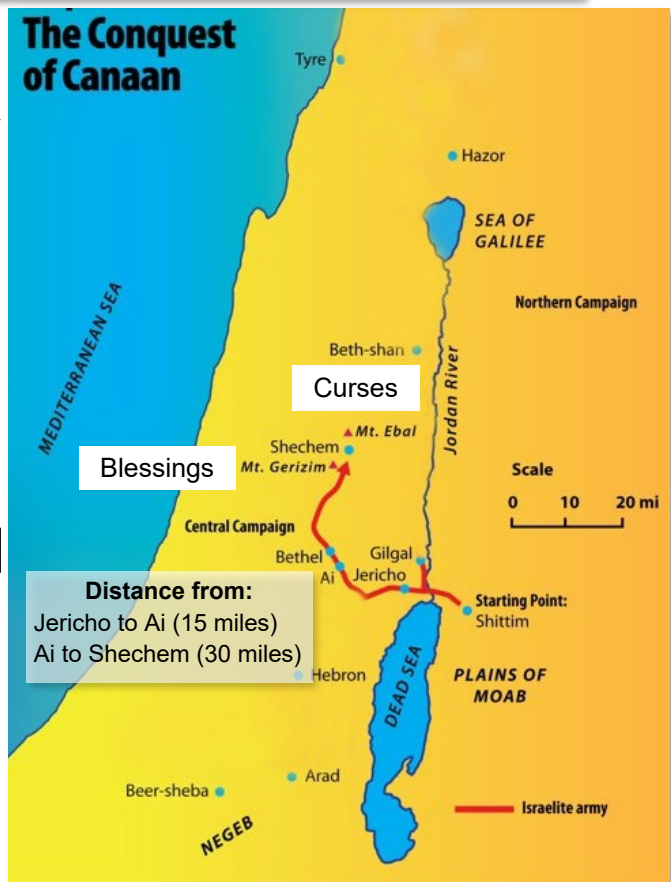 The Conquest
of Canaan
Tyre
Hazor
SEA OF
GALILEE
MEDITERRANEAN SEA
Northern Campaign
Beth-shan
Jordan River
Curses
Mt. Ebal
Shechem
Blessings
Mt. Gerizim
Scale
0 10 20 mi
Central Campaign
Bethel
Gilgal
Ai
Jericho
Starting Point:
Shittim
Distance from:
Jericho to Ai (15 miles)
Ai to Shechem (30 miles)
Hebron
DEAD SEA
PLAINS OF
MOAB
Arad
Beer-sheba
NEGEB
Israelite army